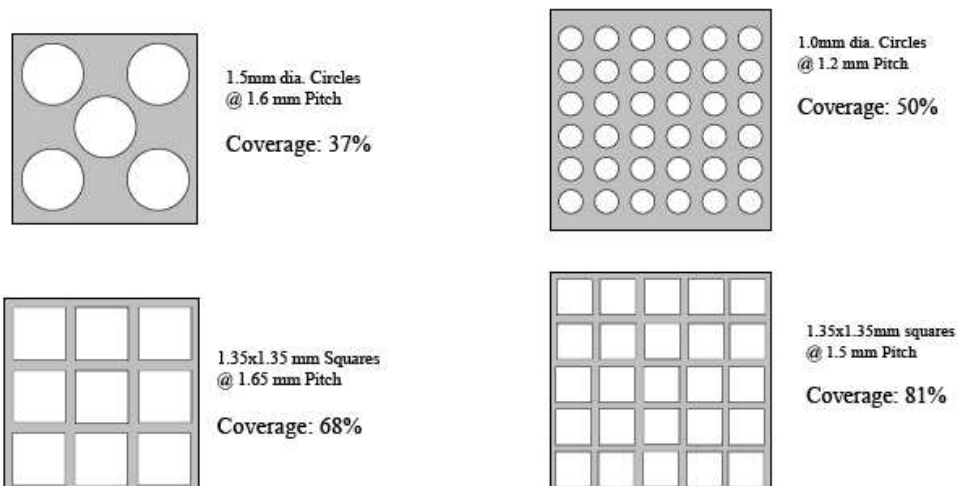 1.5mm dia. Circles
@ 1.6 mm Pitch
Coverage: 37%
1.0mm dia. Circles
@ 1.2 mm Pitch
Coverage: 50%
1.35x1.35 mm Squares
@ 1.65 mm Pitch
Coverage: 68%
1.35x1.35mm squares
@ 1.5 mm Pitch
Coverage: 81%